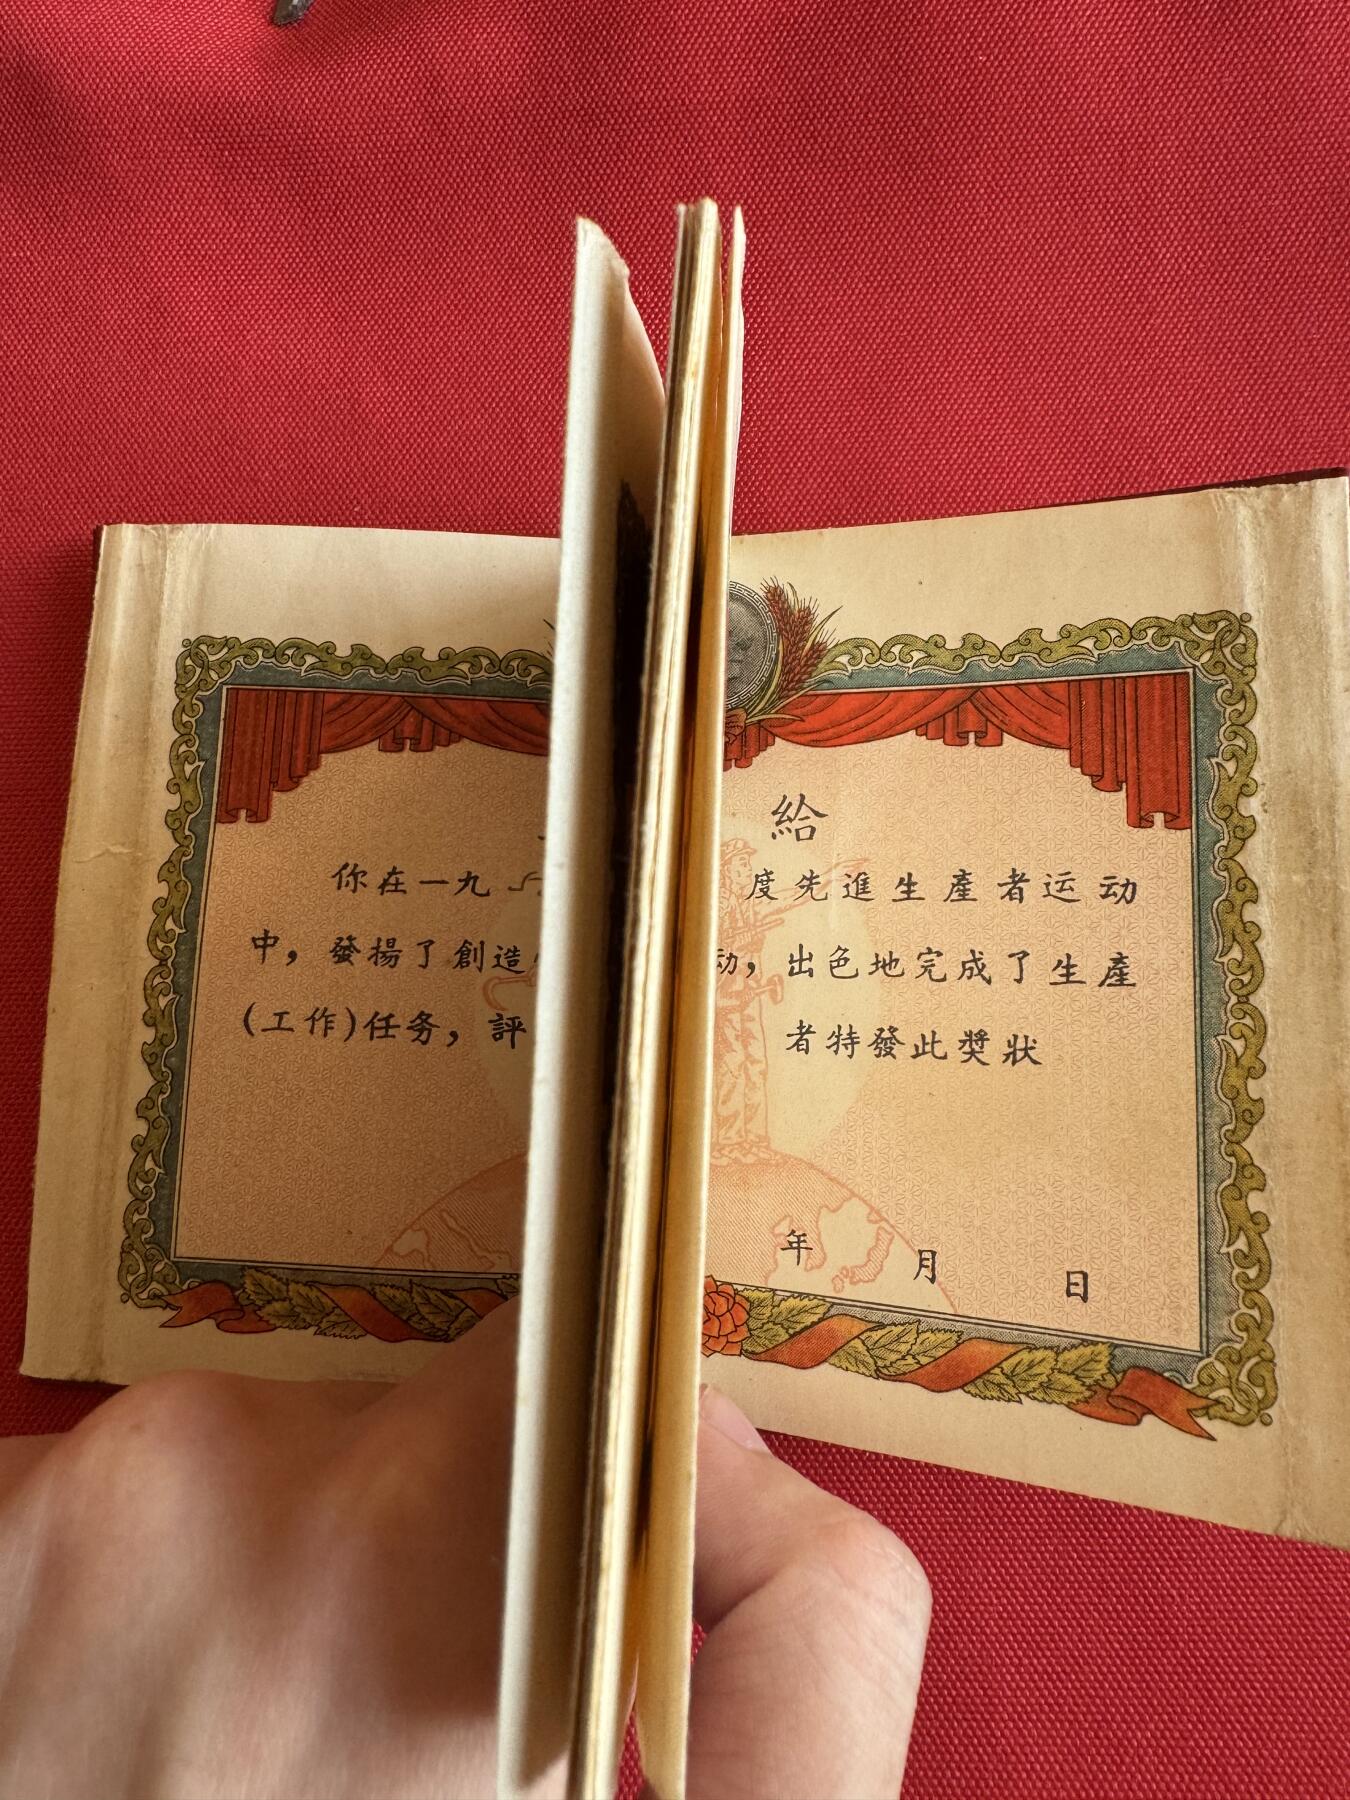 給
你在一九 度先進生產者运动
中，發揚了創造 动，出色地完成了生產
(工作)任务，評 者特發此獎狀
年 月 日